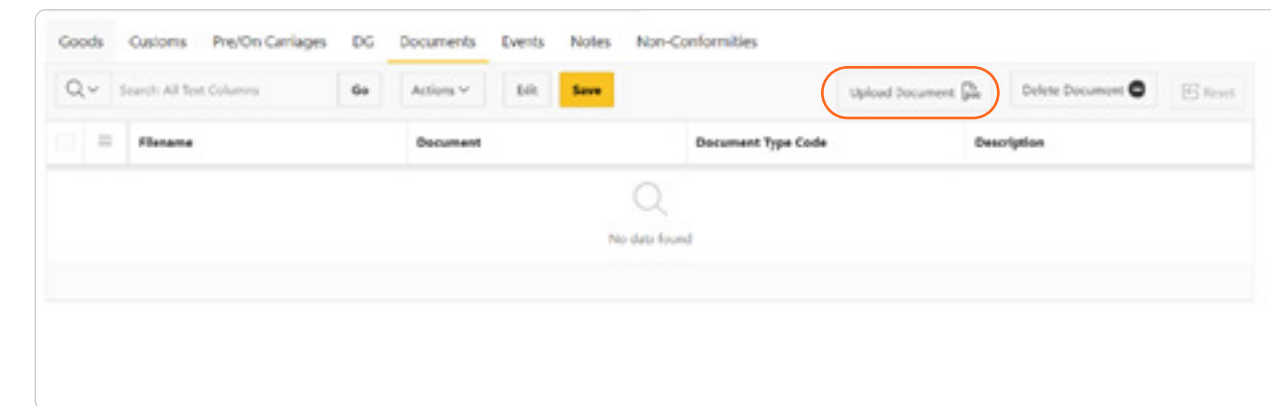 Goods Customs Pre/On Carriages DG Documents Events Notes Non-Conformities
Search: All Text Columns Go Actions Edit Save Upload Document Delete Document Reset
Filename Document Document Type Code Description
No data found